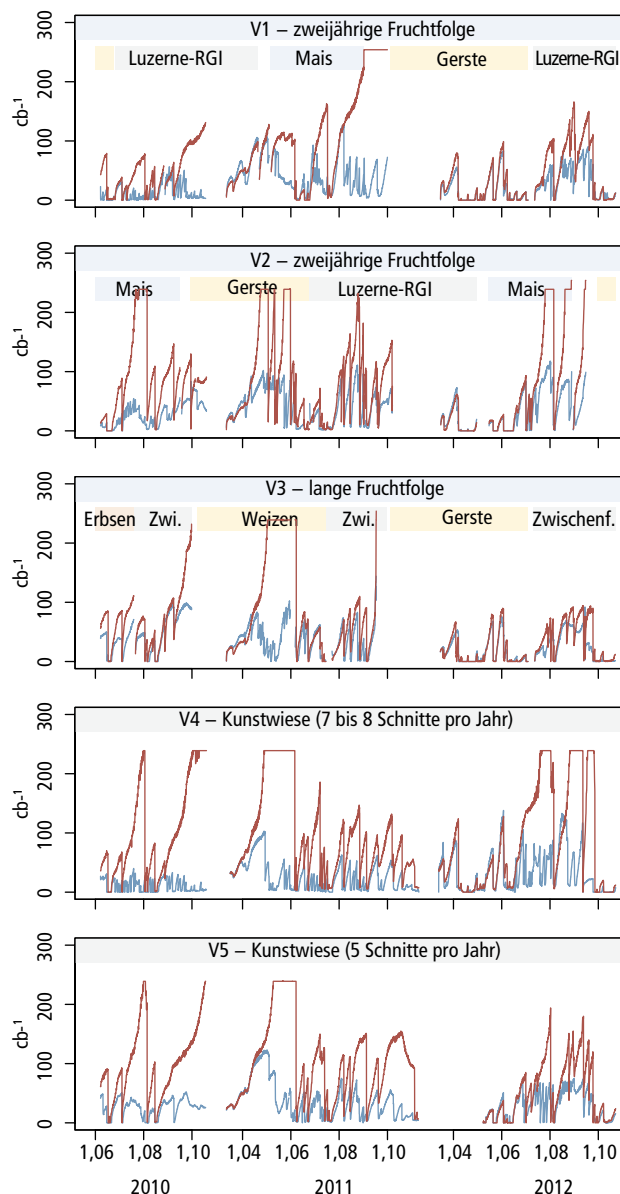 V1 – zweijährige Fruchtfolge
Luzerne-RGI Mais Gerste Luzerne-RGI
300
200
100
0
cb-1
V2 – zweijährige Fruchtfolge
Mais Gerste Luzerne-RGI Mais
300
200
100
0
cb-1
V3 – lange Fruchtfolge
Erbsen Zwi. Weizen Zwi. Gerste Zwischenf.
300
200
100
0
cb-1
V4 – Kunstwiese (7 bis 8 Schnitte pro Jahr)
300
200
100
0
cb-1
V5 – Kunstwiese (5 Schnitte pro Jahr)
300
200
100
0
cb-1
1,06 1,08 1,10 1,04 1,06 1,08 1,10 1,04 1,06 1,08 1,10
2010 2011 2012